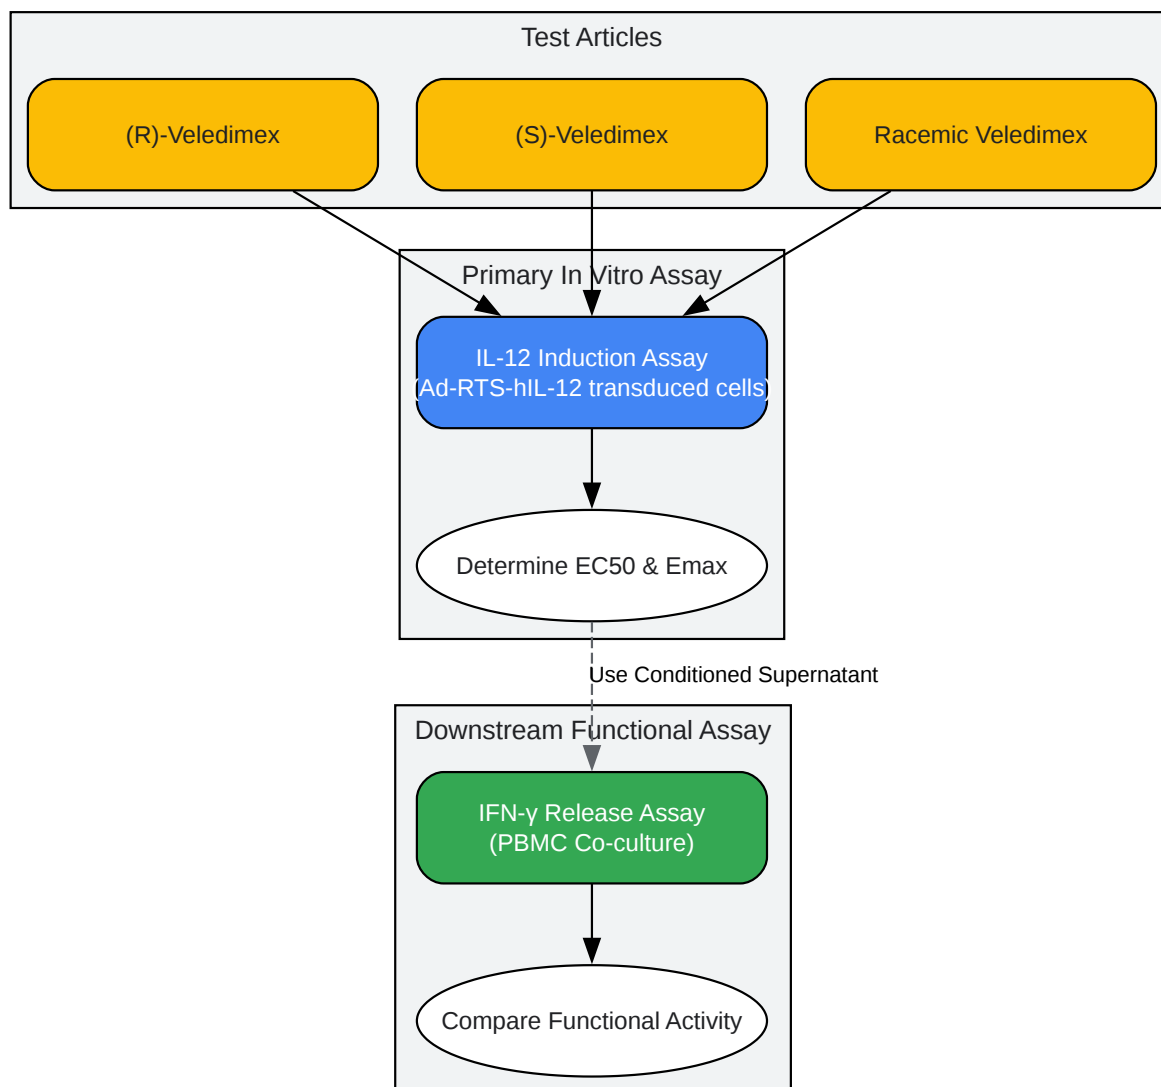 Test Articles
(R)-Veledimex
(S)-Veledimex
Racemic Veledimex
Primary In Vitro Assay
IL-12 Induction Assay
(Ad-RTS-hIL-12 transduced cells)
Determine EC50 & Emax
Use Conditioned Supernatant
Downstream Functional Assay
IFN-γ Release Assay
(PBMC Co-culture)
Compare Functional Activity